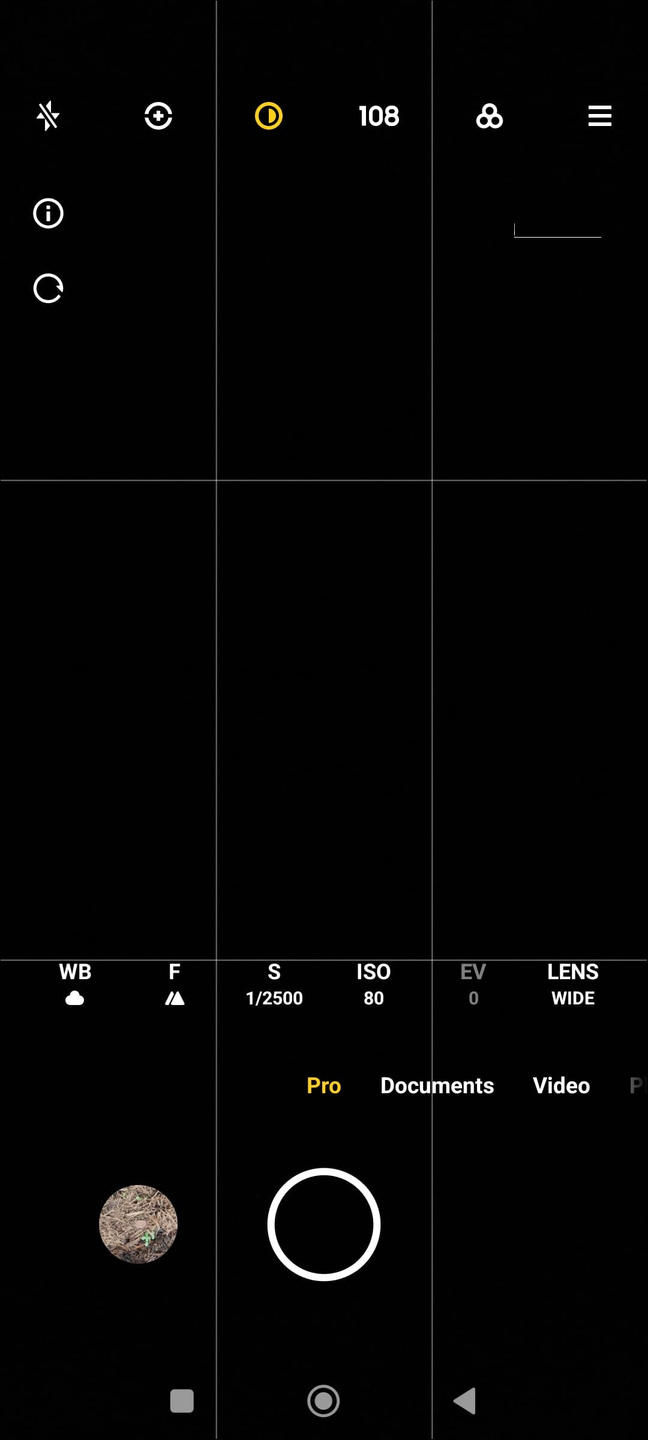 108
WB F S ISO EV LENS
1/2500 80 0 WIDE
Pro Documents Video P